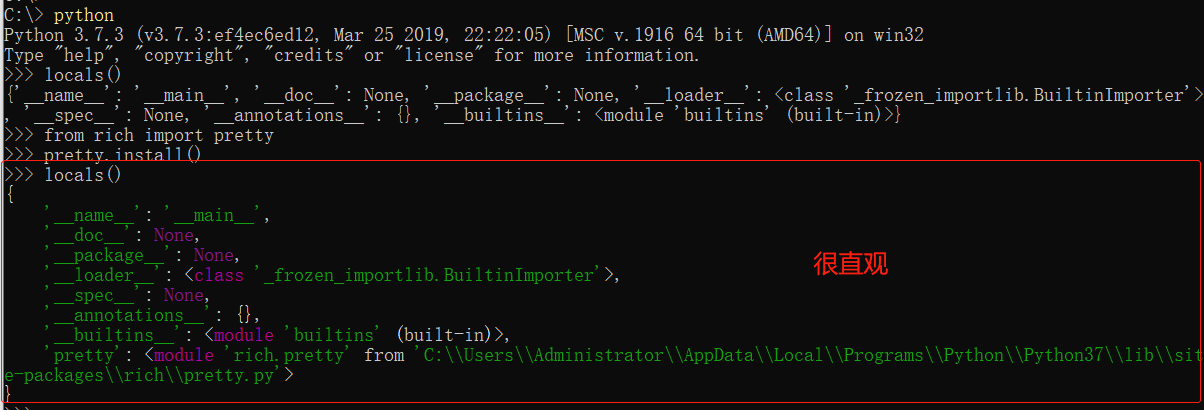 C:\> python
Python 3.7.3 (v3.7.3:ef4ec6ed12, Mar 25 2019, 22:22:05) [MSC v.1916 64 bit (AMD64)] on win32
Type "help", "copyright", "credits" or "license" for more information.
>>> locals()
{'__name__': '__main__', '__doc__': None, '__package__': None, '__loader__': <class '_frozen_importlib.BuiltinImporter'>
, '__spec__': None, '__annotations__': {}, '__builtins__': <module 'builtins' (built-in)>}
>>> from rich import pretty
>>> pretty.install()
>>> locals()
{
    '__name__': '__main__',
    '__doc__': None,
    '__package__': None,
    '__loader__': <class '_frozen_importlib.BuiltinImporter'>,
    '__spec__': None,
    '__annotations__': {},
    '__builtins__': <module 'builtins' (built-in)>,
    'pretty': <module 'rich.pretty' from 'C:\\Users\\Administrator\\AppData\\Local\\Programs\\Python\\Python37\\lib\\sit
e-packages\\rich\\pretty.py'>
}
很直观